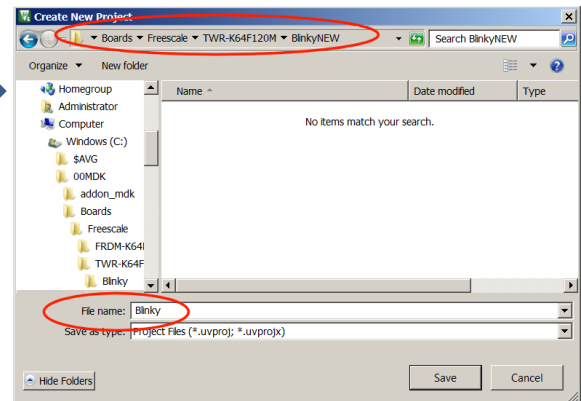 Create New Project
Boards ▾ Freescale ▾ TWR-K64F120M ▾ BlinkyNEW
Search BlinkyNEW
Organize ▾ New folder
Name
Date modified
Type
No items match your search.
Homegroup
Administrator
Computer
Windows (C:)
$AVG
00MDK
addon_mdk
Boards
Freescale
FRDM-K64
TWR-K64F
Blinky
File name: Blinky
Save as type: Project Files (*.uvproj; *.uvprojx)
Hide Folders
Save
Cancel